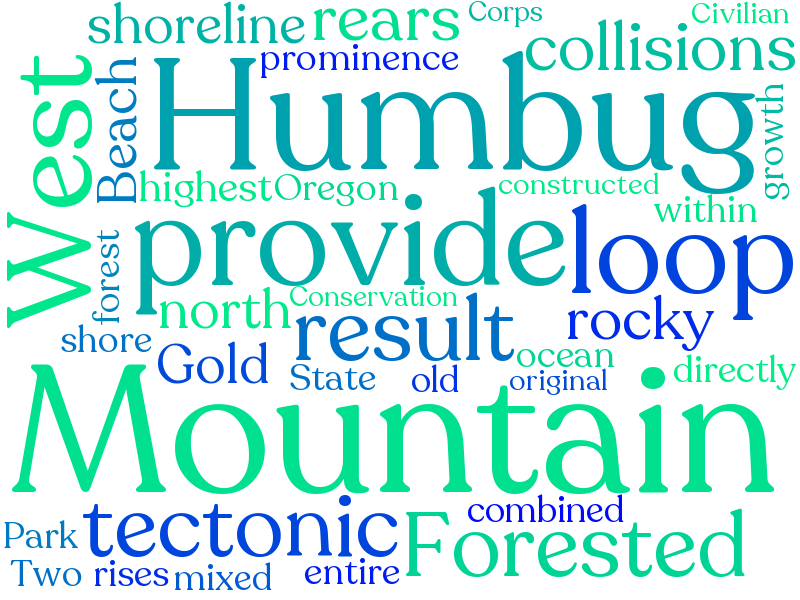 shoreline
rears
Corps
Civilian
prominence
collisions
West
Beach
Humbug
growth
highest
Oregon
constructed
within
provide
loop
forest
north
Conservation
result
rocky
shore
Gold
State
old
ocean
original
directly
Mountain
tectonic
combined
Forested
Park
Two
rises
mixed
entire